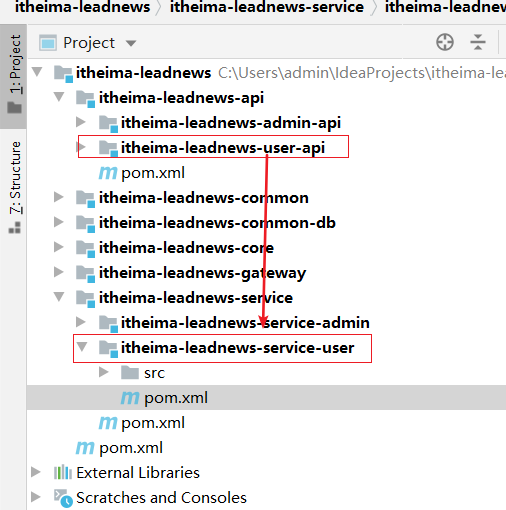 itheima-leadnews itheima-leadnews-service itheima-leadnew
Project
1: Project
itheima-leadnews C:\Users\admin\IdeaProjects\itheima-le
itheima-leadnews-api
itheima-leadnews-admin-api
itheima-leadnews-user-api
pom.xml
itheima-leadnews-common
itheima-leadnews-common-db
itheima-leadnews-core
itheima-leadnews-gateway
itheima-leadnews-service
itheima-leadnews-service-admin
itheima-leadnews-service-user
src
pom.xml
pom.xml
pom.xml
External Libraries
Scratches and Consoles
7: Structure